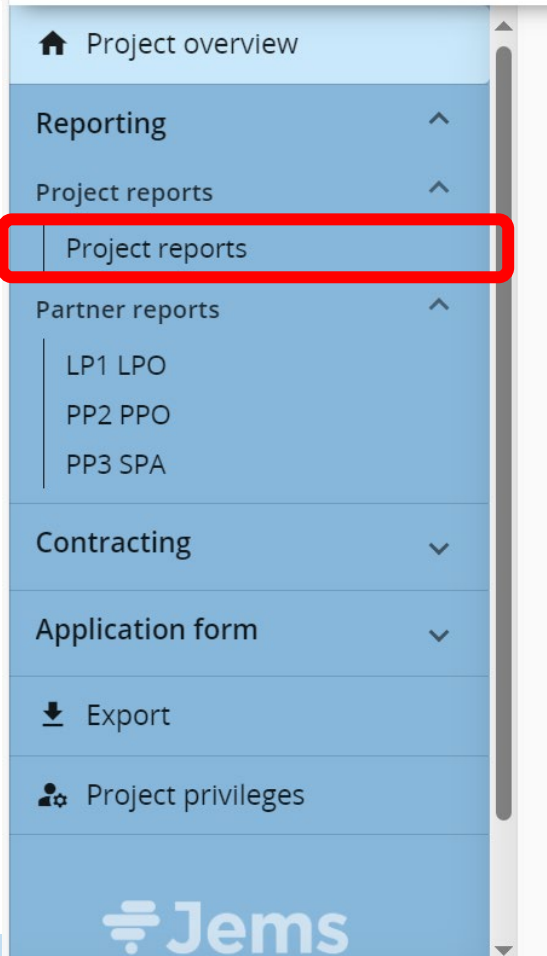 Project overview
Reporting
Project reports
Project reports
Partner reports
LP1 LPO
PP2 PPO
PP3 SPA
Contracting
Application form
Export
Project privileges
Jems